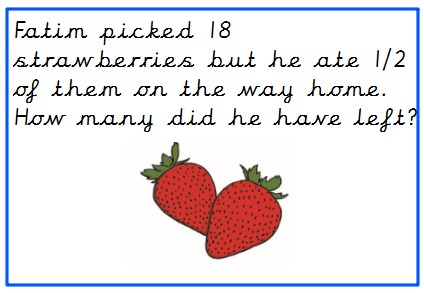 Fatim picked 18
strawberries but he ate 1/2
of them on the way home.
How many did he have left?